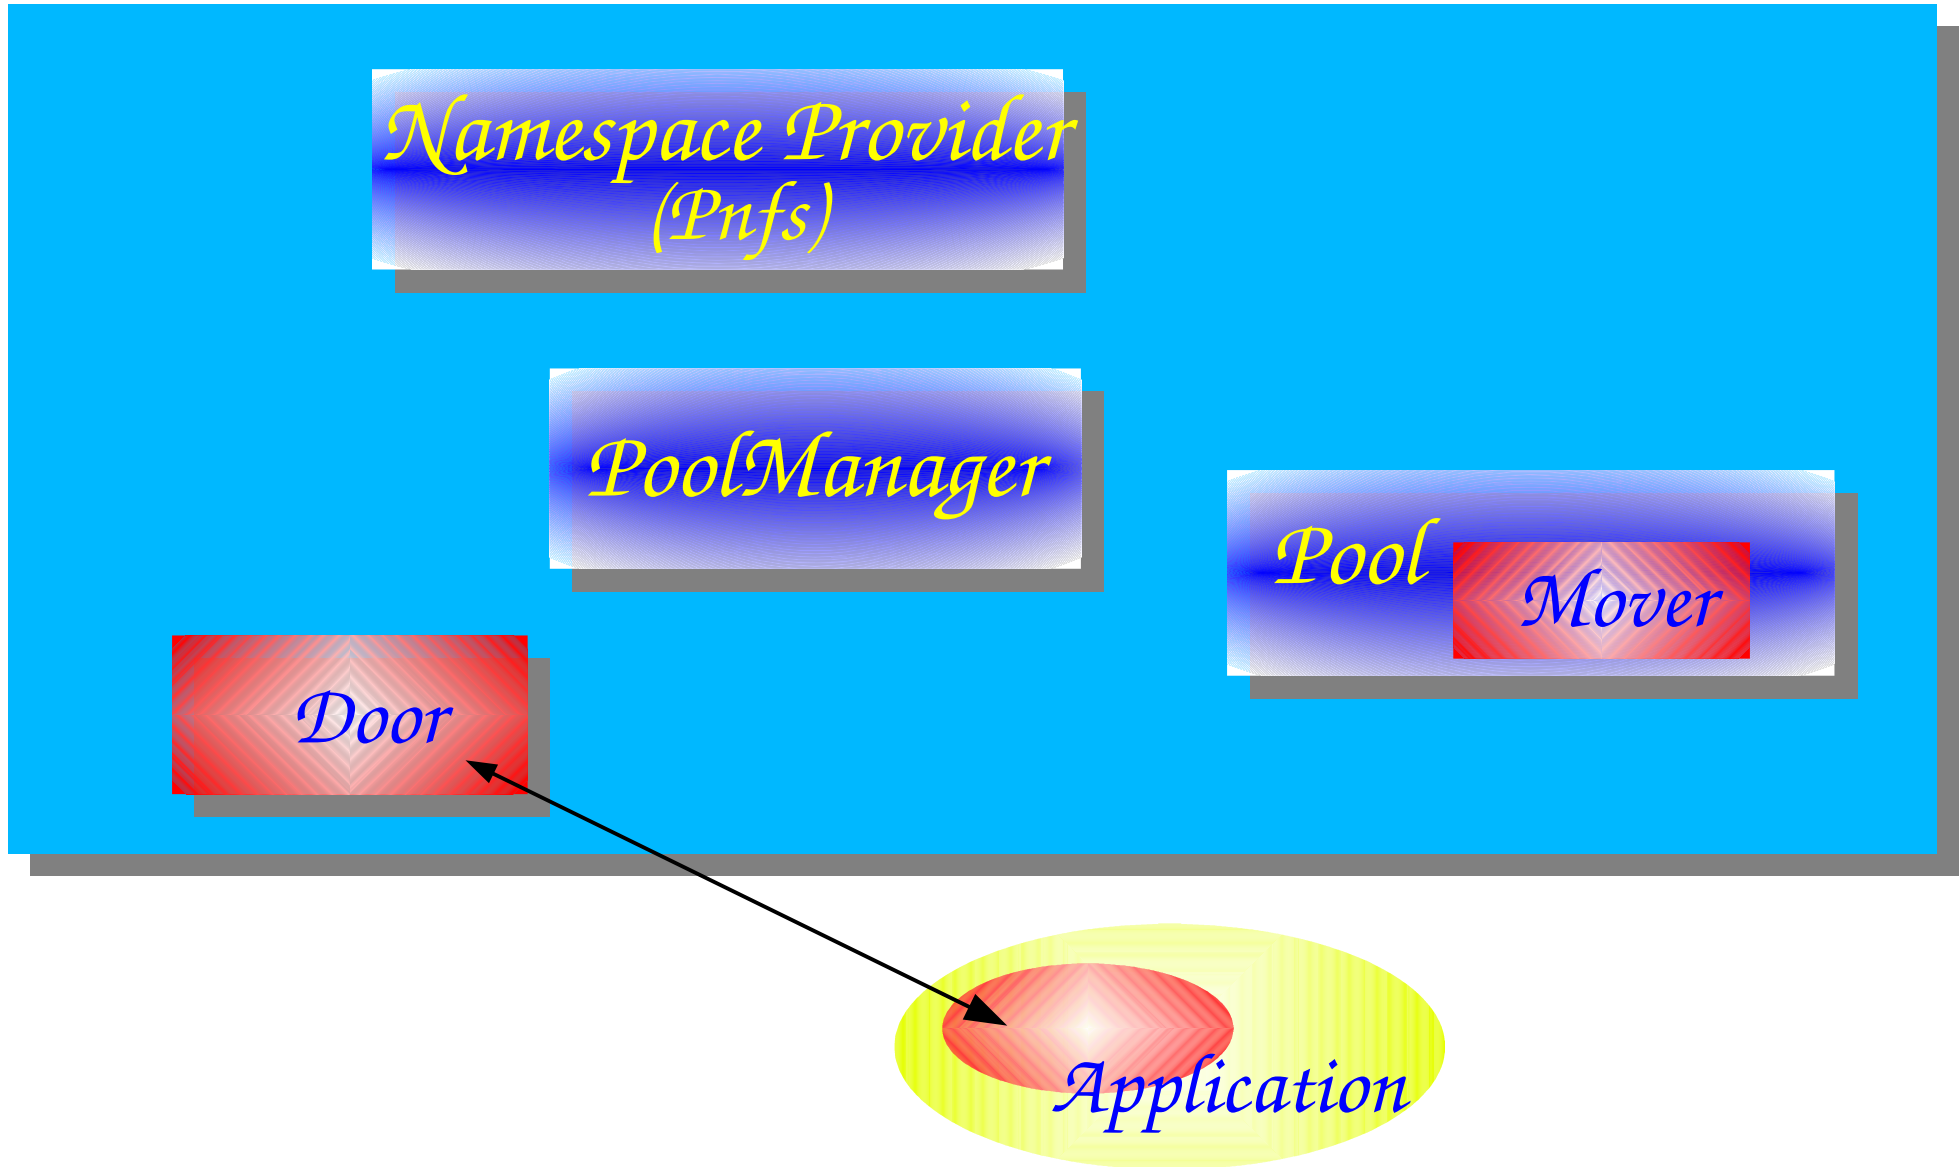 Namespace Provider
(Pnfs)
PoolManager
Pool
Mover
Door
Application